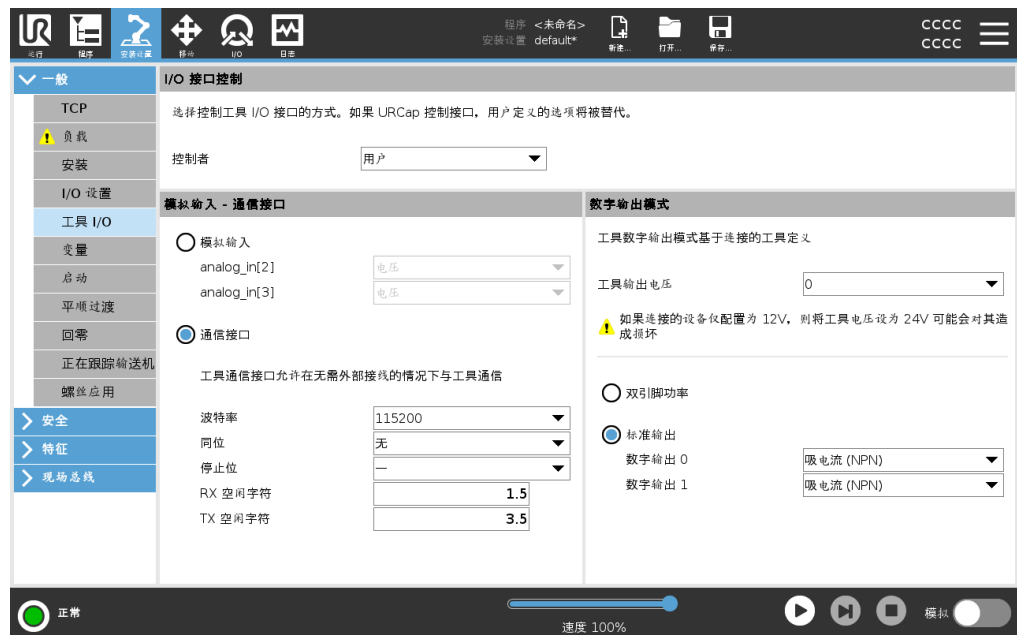 UR
运行
程序
安装设置
移动
I/O
日志
程序 <未命名>
安装设置 default*
新建...
打开...
保存...
CCCC
CCCC
一般
TCP
负载
安装
I/O 设置
工具 I/O
变量
启动
平顺过渡
回零
正在跟踪输送机
螺丝应用
安全
特征
现场总线
I/O 接口控制
选择控制工具 I/O 接口的方式。如果 URCap 控制接口，用户定义的选项将被替代。
控制者 用户
模拟输入 - 通信接口
模拟输入
analog_in[2] 电压
analog_in[3] 电压
通信接口
工具通信接口允许在无需外部接线的情况下与工具通信
波特率 115200
同位 无
停止位 一
RX 空闲字符 1.5
TX 空闲字符 3.5
数字输出模式
工具数字输出模式基于连接的工具定义
工具输出电压 0
如果连接的设备仅配置为 12V，则将工具电压设为 24V 可能会对其造
成损坏
双引脚功率
标准输出
数字输出 0 吸电流 (NPN)
数字输出 1 吸电流 (NPN)
正常
速度 100%
模拟